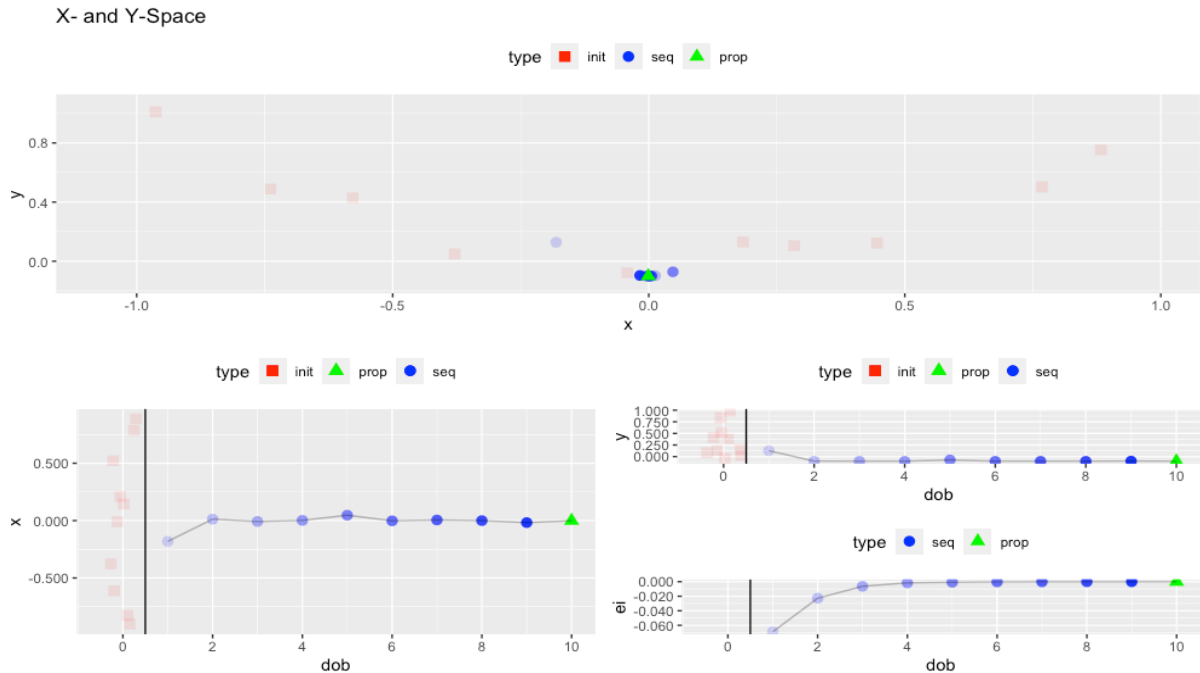 X- and Y-Space
type init seq prop
0.8
0.4
0.0
y
-1.0 -0.5 0.0 0.5 1.0
x
type init prop seq
0.500
0.000
-0.500
x
0 2 4 6 8 10
dob
type init prop seq
1.000
0.750
0.500
0.250
0.000
y
0 2 4 6 8 10
dob
type seq prop
0.000
-0.020
-0.040
-0.060
ei
0 2 4 6 8 10
dob